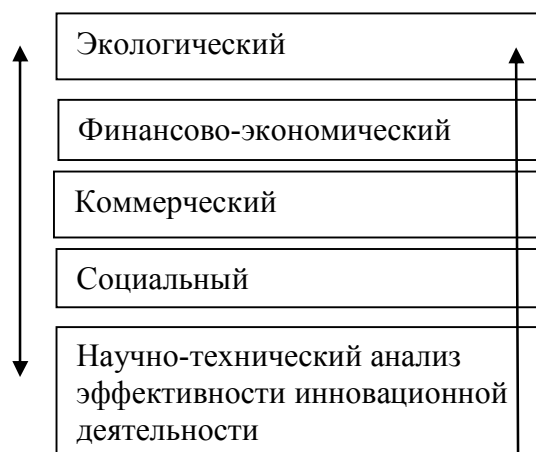 Экологический
Финансово-экономический
Коммерческий
Социальный
Научно-технический анализ
эффективности инновационной
деятельности